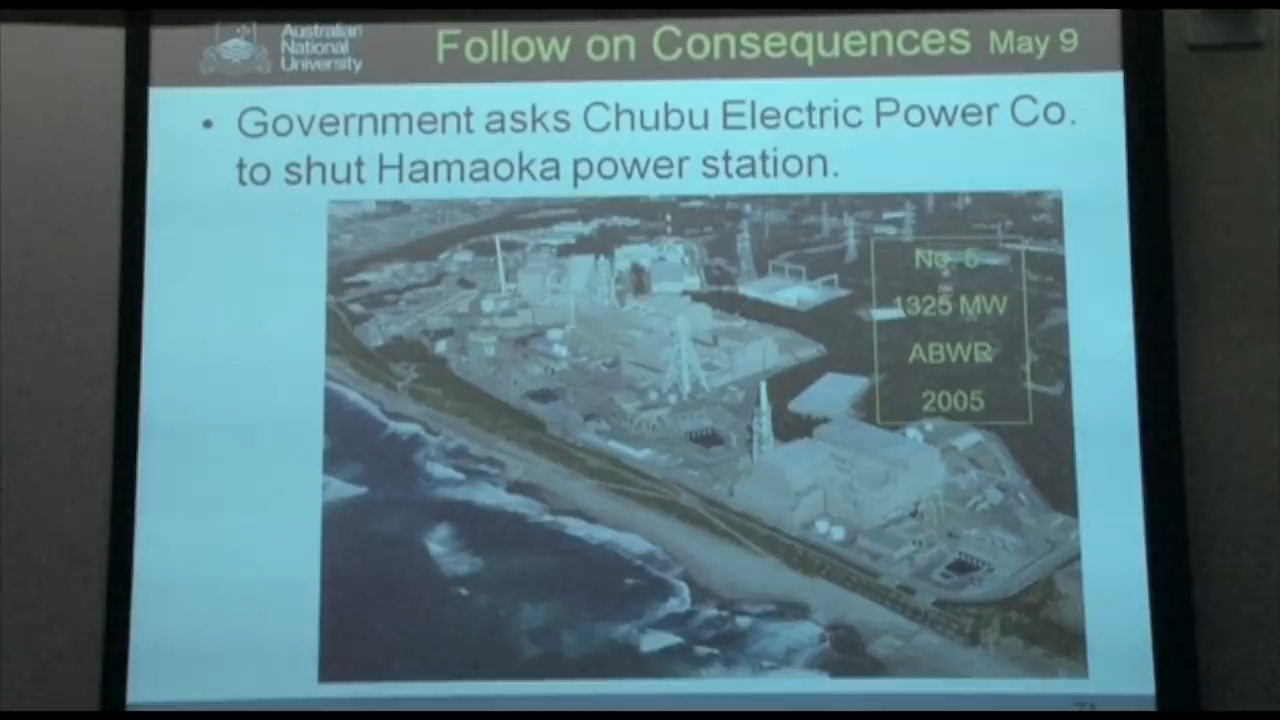 Australian
National
University
Follow on Consequences May 9
• Government asks Chubu Electric Power Co.
to shut Hamaoka power station.
No. 5
1325 MW
ABWR
2005